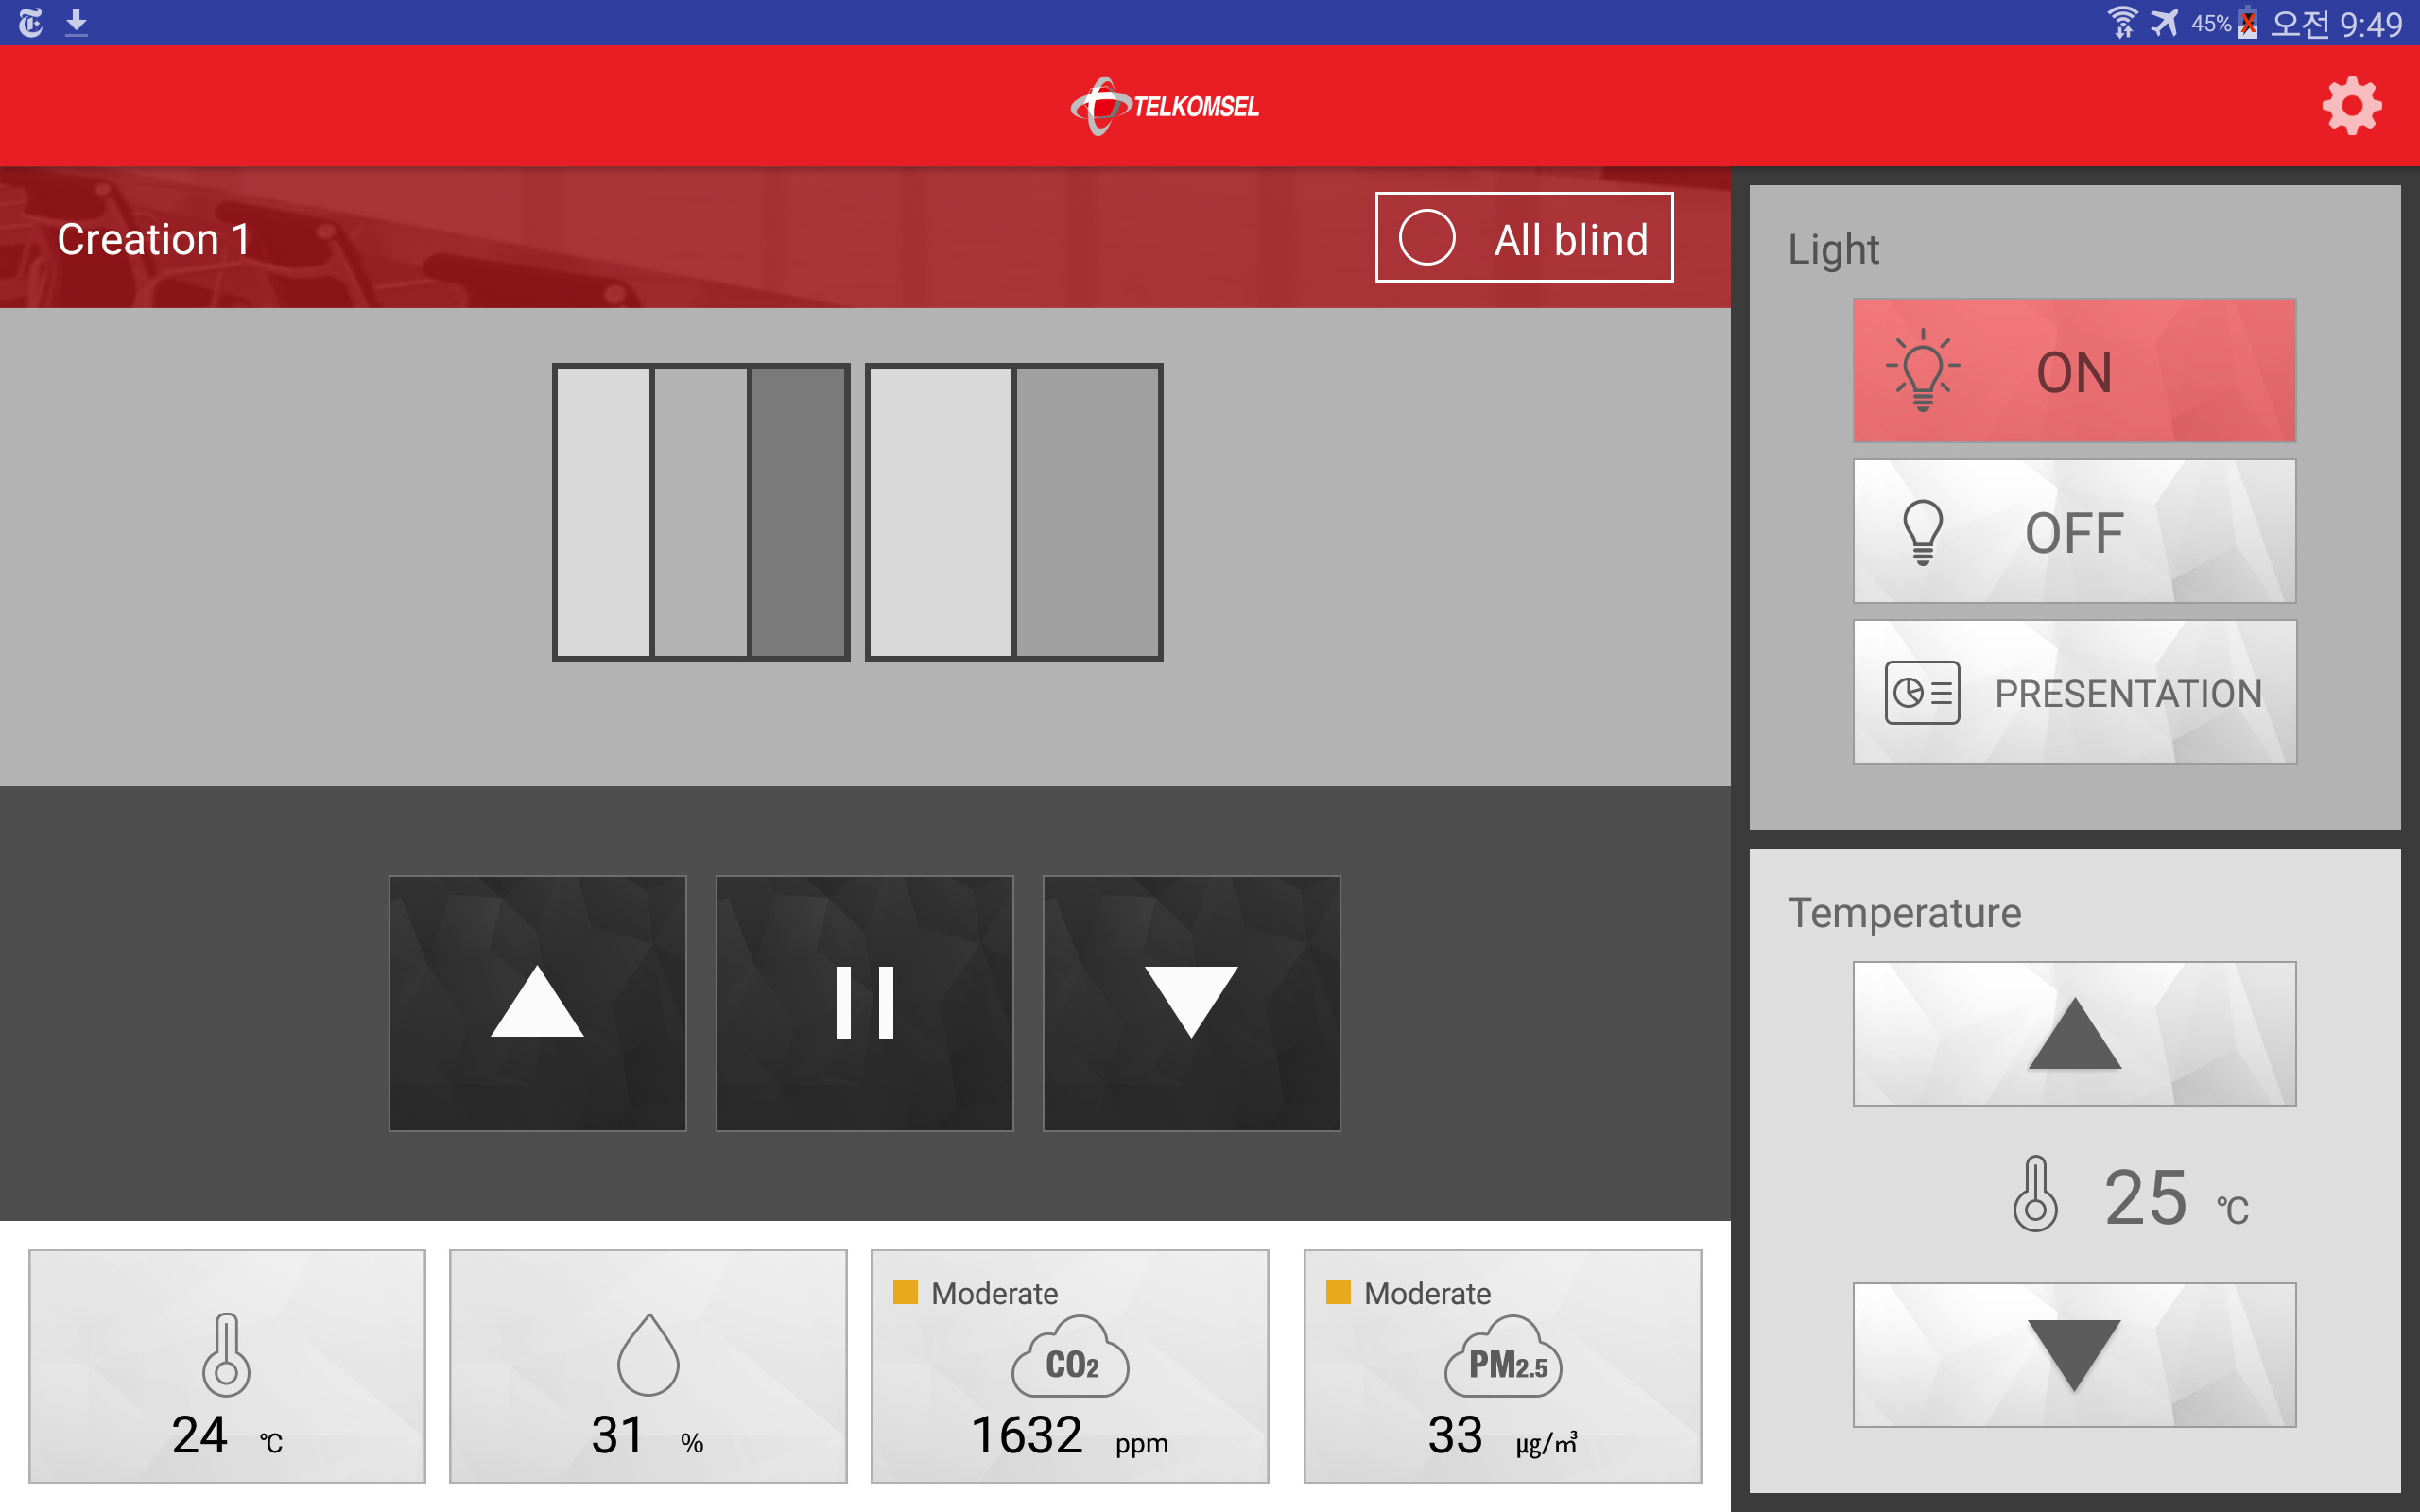 45% 오전 9:49
TELKOMSEL
Creation 1
All blind
Light
ON
OFF
PRESENTATION
Temperature
25 ℃
Moderate
Moderate
CO2
PM2.5
24 ℃
31 %
1632 ppm
33 µg/㎥